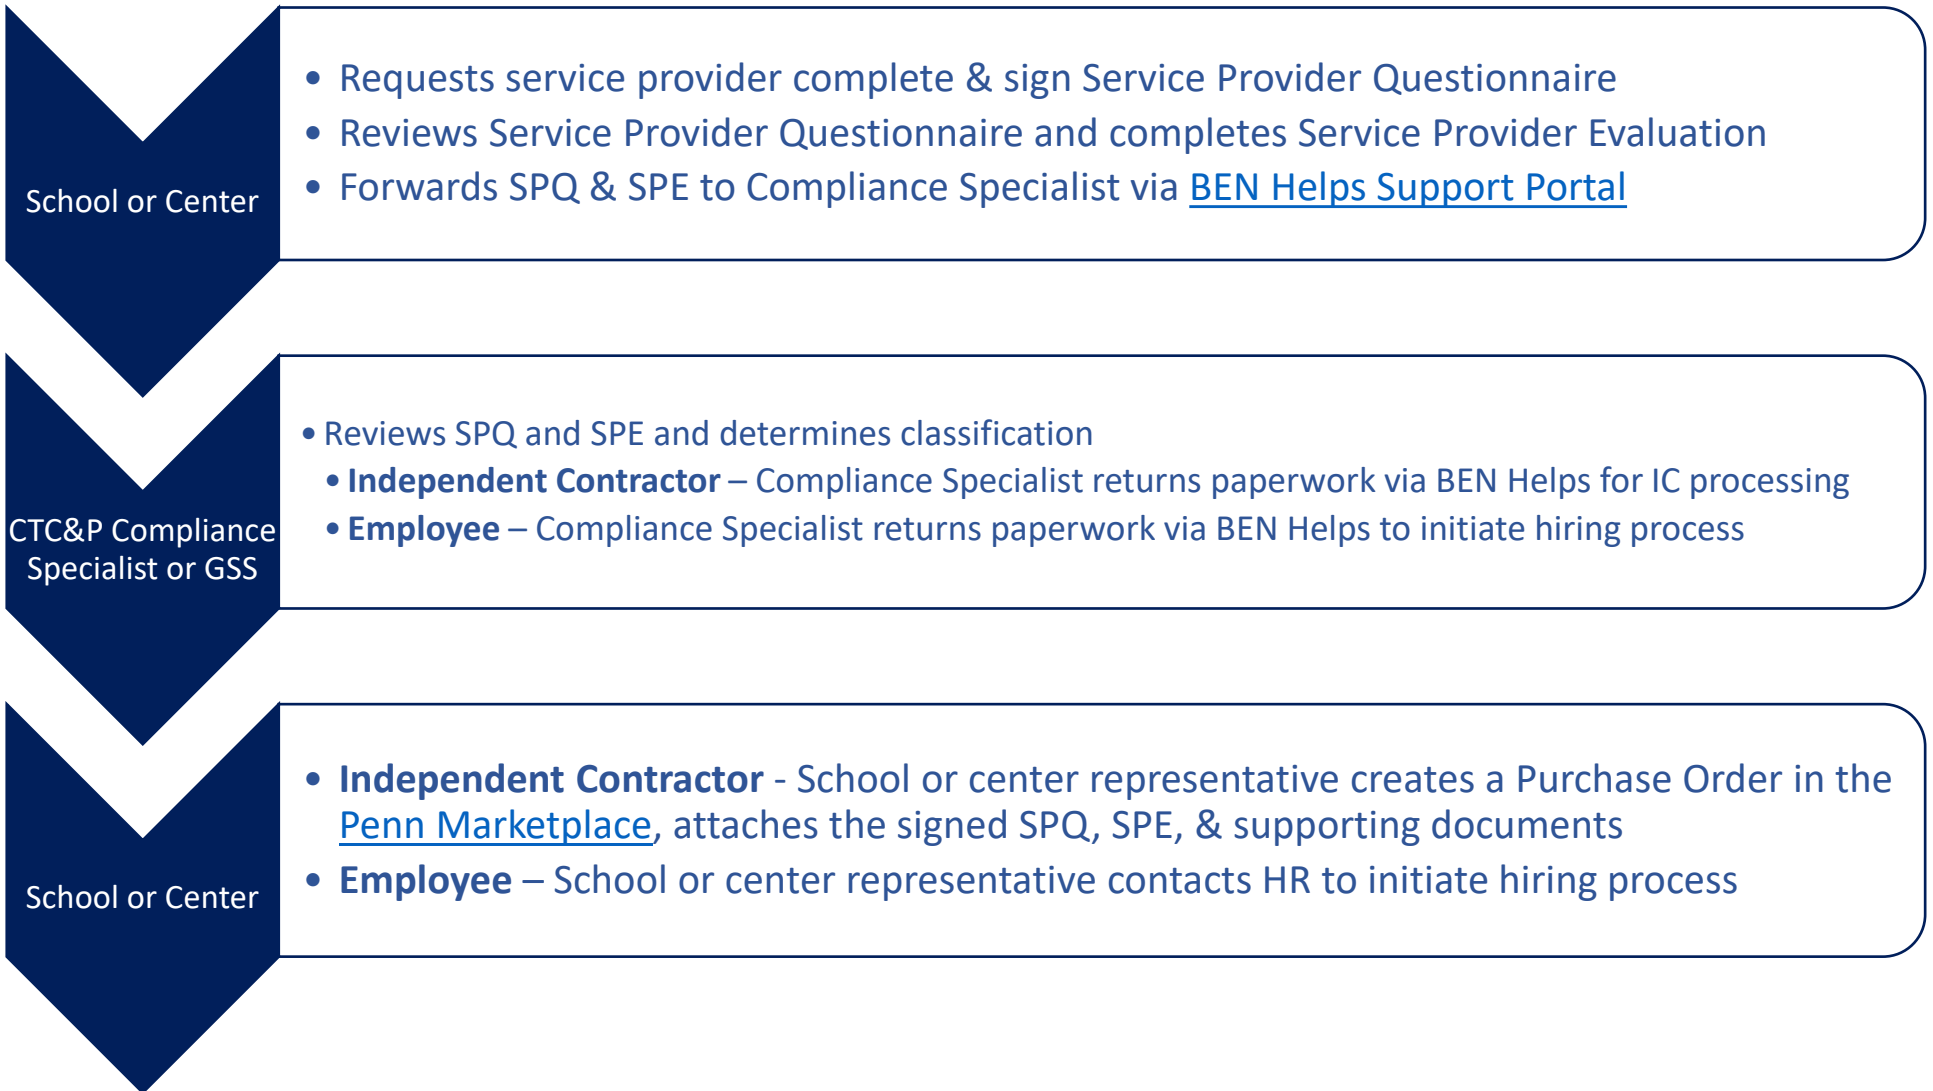 School or Center
• Requests service provider complete & sign Service Provider Questionnaire
• Reviews Service Provider Questionnaire and completes Service Provider Evaluation
• Forwards SPQ & SPE to Compliance Specialist via BEN Helps Support Portal
CTC&P Compliance
Specialist or GSS
• Reviews SPQ and SPE and determines classification
• Independent Contractor – Compliance Specialist returns paperwork via BEN Helps for IC processing
• Employee – Compliance Specialist returns paperwork via BEN Helps to initiate hiring process
School or Center
• Independent Contractor - School or center representative creates a Purchase Order in the
Penn Marketplace, attaches the signed SPQ, SPE, & supporting documents
• Employee – School or center representative contacts HR to initiate hiring process